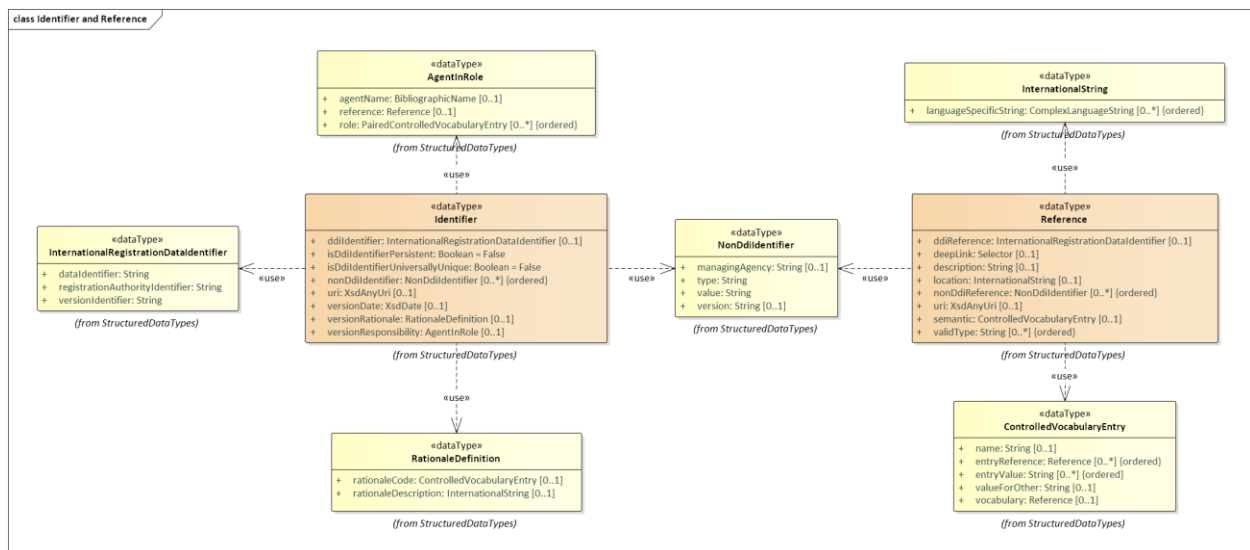 class Identifier and Reference
«dataType»
AgentInRole
+ agentName: BibliographicName [0..1]
+ reference: Reference [0..1]
+ role: PairedControlledVocabularyEntry [0..*] {ordered}
(from StructuredDataTypes)
«dataType»
InternationalString
+ languageSpecificString: ComplexLanguageString [0..*] {ordered}
(from StructuredDataTypes)
«use»
«use»
«dataType»
InternationalRegistrationDataIdentifier
+ dataIdentifier: String
+ registrationAuthorityIdentifier: String
+ versionIdentifier: String
(from StructuredDataTypes)
«use»
«dataType»
Identifier
+ ddiIdentifier: InternationalRegistrationDataIdentifier [0..1]
+ isDdiIdentifierPersistent: Boolean = False
+ isDdiIdentifierUniversallyUnique: Boolean = False
+ nonDdiIdentifier: NonDdiIdentifier [0..*] {ordered}
+ uri: XsdAnyUri [0..1]
+ versionDate: XsdDate [0..1]
+ versionRationale: RationaleDefinition [0..1]
+ versionResponsibility: AgentInRole [0..1]
(from StructuredDataTypes)
«use»
«dataType»
NonDdiIdentifier
+ managingAgency: String [0..1]
+ type: String
+ value: String
+ version: String [0..1]
(from StructuredDataTypes)
«use»
«dataType»
Reference
+ ddiReference: InternationalRegistrationDataIdentifier [0..1]
+ deepLink: Selector [0..1]
+ description: String [0..1]
+ location: InternationalString [0..1]
+ nonDdiReference: NonDdiIdentifier [0..*] {ordered}
+ uri: XsdAnyUri [0..1]
+ semantic: ControlledVocabularyEntry [0..1]
+ validType: String [0..*] {ordered}
(from StructuredDataTypes)
«use»
«use»
«dataType»
RationaleDefinition
+ rationaleCode: ControlledVocabularyEntry [0..1]
+ rationaleDescription: InternationalString [0..1]
(from StructuredDataTypes)
«dataType»
ControlledVocabularyEntry
+ name: String [0..1]
+ entryReference: Reference [0..*] {ordered}
+ entryValue: String [0..*] {ordered}
+ valueForOther: String [0..1]
+ vocabulary: Reference [0..1]
(from StructuredDataTypes)